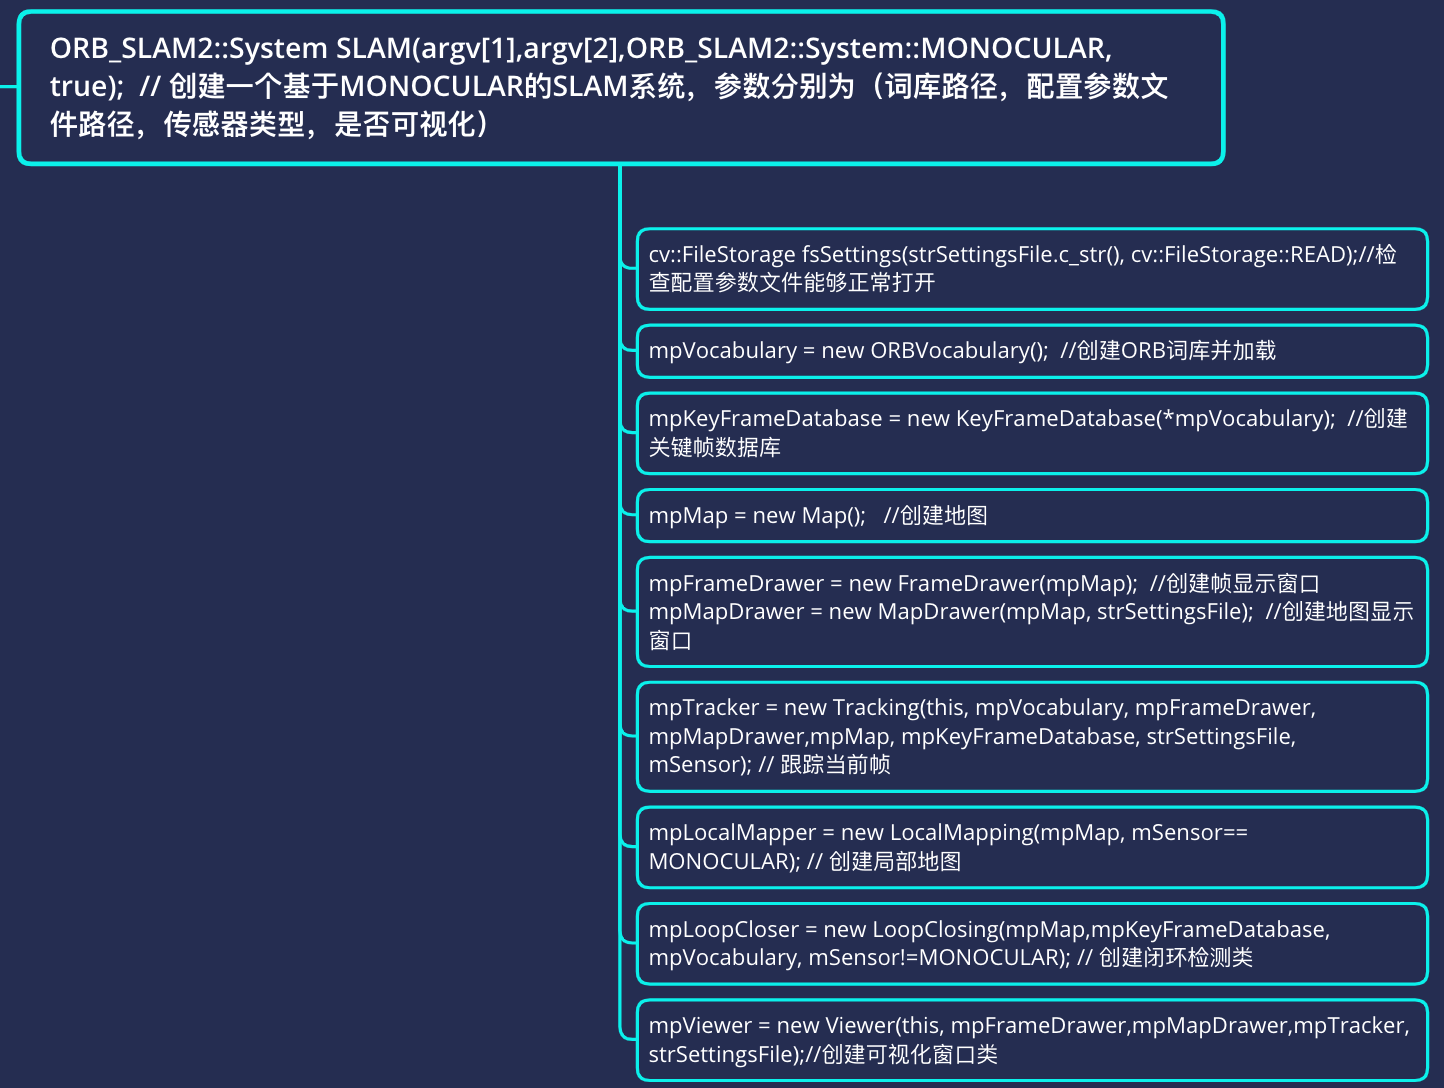 ORB_SLAM2::System SLAM(argv[1],argv[2],ORB_SLAM2::System::MONOCULAR,
true);  // 创建一个基于MONOCULAR的SLAM系统，参数分别为（词库路径，配置参数文
件路径，传感器类型，是否可视化）
cv::FileStorage fsSettings(strSettingsFile.c_str(), cv::FileStorage::READ);//检
查配置参数文件能够正常打开
mpVocabulary = new ORBVocabulary();  //创建ORB词库并加载
mpKeyFrameDatabase = new KeyFrameDatabase(*mpVocabulary);  //创建
关键帧数据库
mpMap = new Map();   //创建地图
mpFrameDrawer = new FrameDrawer(mpMap);  //创建帧显示窗口
mpMapDrawer = new MapDrawer(mpMap, strSettingsFile);  //创建地图显示
窗口
mpTracker = new Tracking(this, mpVocabulary, mpFrameDrawer,
mpMapDrawer,mpMap, mpKeyFrameDatabase, strSettingsFile,
mSensor); // 跟踪当前帧
mpLocalMapper = new LocalMapping(mpMap, mSensor==
MONOCULAR); // 创建局部地图
mpLoopCloser = new LoopClosing(mpMap,mpKeyFrameDatabase,
mpVocabulary, mSensor!=MONOCULAR); // 创建闭环检测类
mpViewer = new Viewer(this, mpFrameDrawer,mpMapDrawer,mpTracker,
strSettingsFile);//创建可视化窗口类